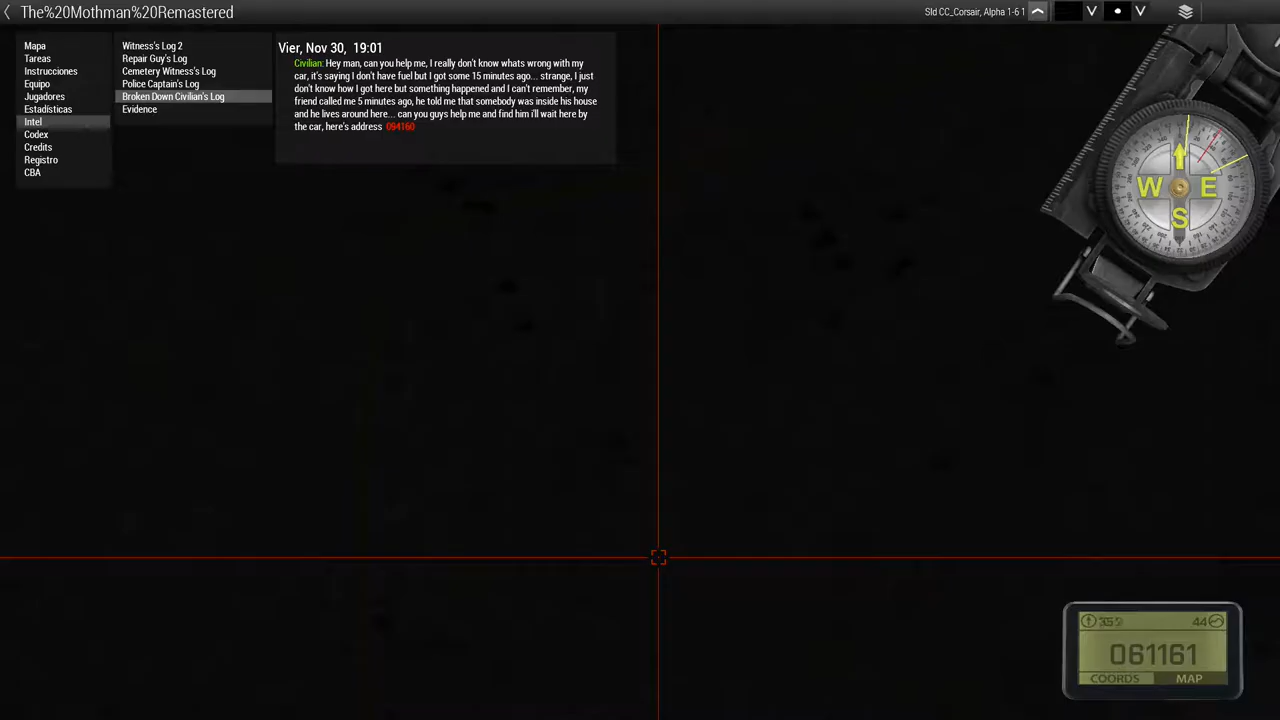 The%20Mothman%20Remastered
Sld CC_Corsair, Alpha 1-6 1
Mapa
Tareas
Instrucciones
Equipo
Jugadores
Estadísticas
Intel
Codex
Credits
Registro
CBA
Witness's Log 2
Repair Guy's Log
Cemetery Witness's Log
Police Captain's Log
Broken Down Civilian's Log
Evidence
Vier, Nov 30, 19:01
Civilian: Hey man, can you help me, I really don't know whats wrong with my
car, it's saying I don't have fuel but I got some 15 minutes ago... strange, I just
don't know how I got here but something happened and I can't remember, my
friend called me 5 minutes ago, he told me that somebody was inside his house
and he lives around here... can you guys help me and find him i'll wait here by
the car, here's address 094160
W E
S
359 44
061161
COORDS MAP